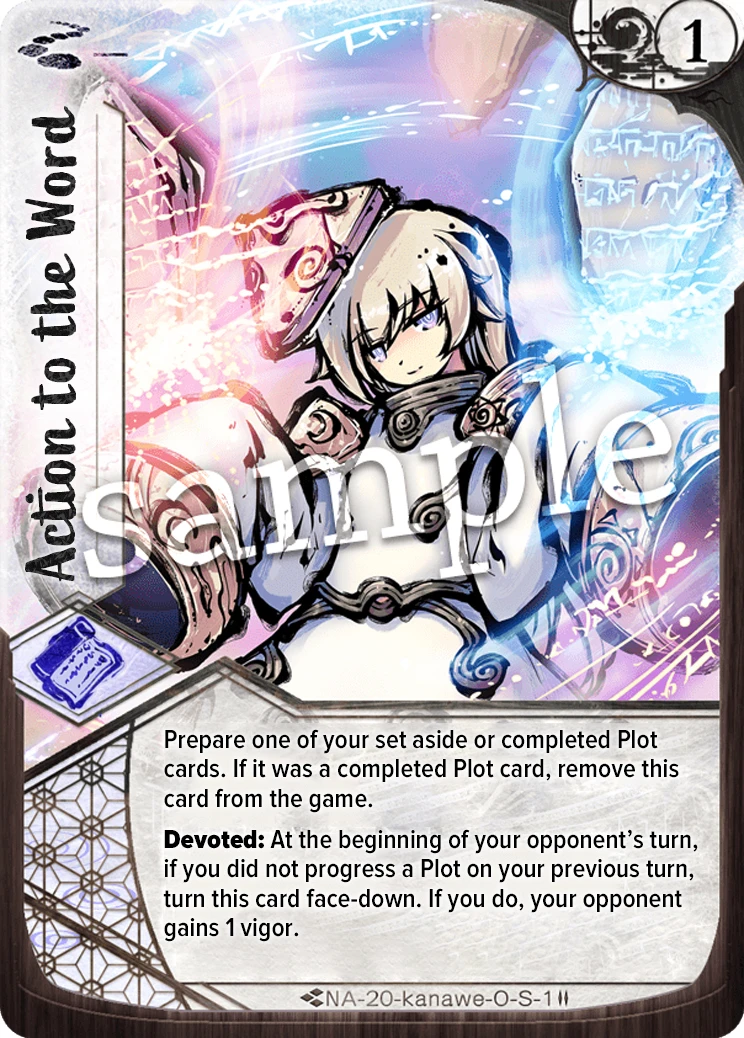 1
Action to the Word
sample
Prepare one of your set aside or completed Plot
cards. If it was a completed Plot card, remove this
card from the game.
Devoted: At the beginning of your opponent’s turn,
if you did not progress a Plot on your previous turn,
turn this card face-down. If you do, your opponent
gains 1 vigor.
NA-20-kanawe-O-S-1